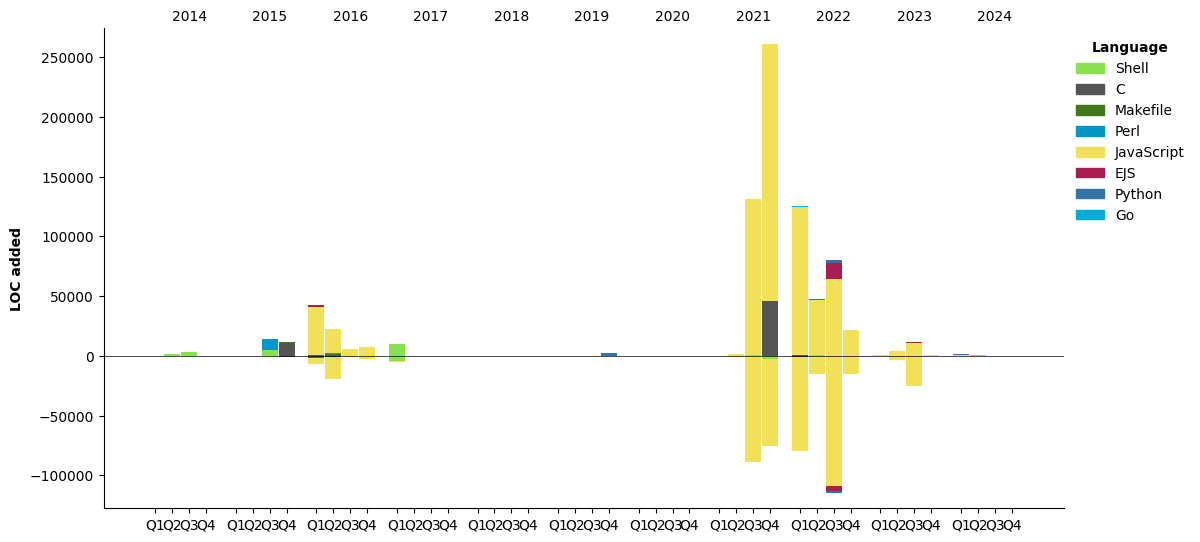 2014 2015 2016 2017 2018 2019 2020 2021 2022 2023 2024
LOC added
250000
200000
150000
100000
50000
0
−50000
−100000
Q1Q2Q3Q4 Q1Q2Q3Q4 Q1Q2Q3Q4 Q1Q2Q3Q4 Q1Q2Q3Q4 Q1Q2Q3Q4 Q1Q2Q3Q4 Q1Q2Q3Q4 Q1Q2Q3Q4 Q1Q2Q3Q4 Q1Q2Q3Q4
Language
Shell
C
Makefile
Perl
JavaScript
EJS
Python
Go